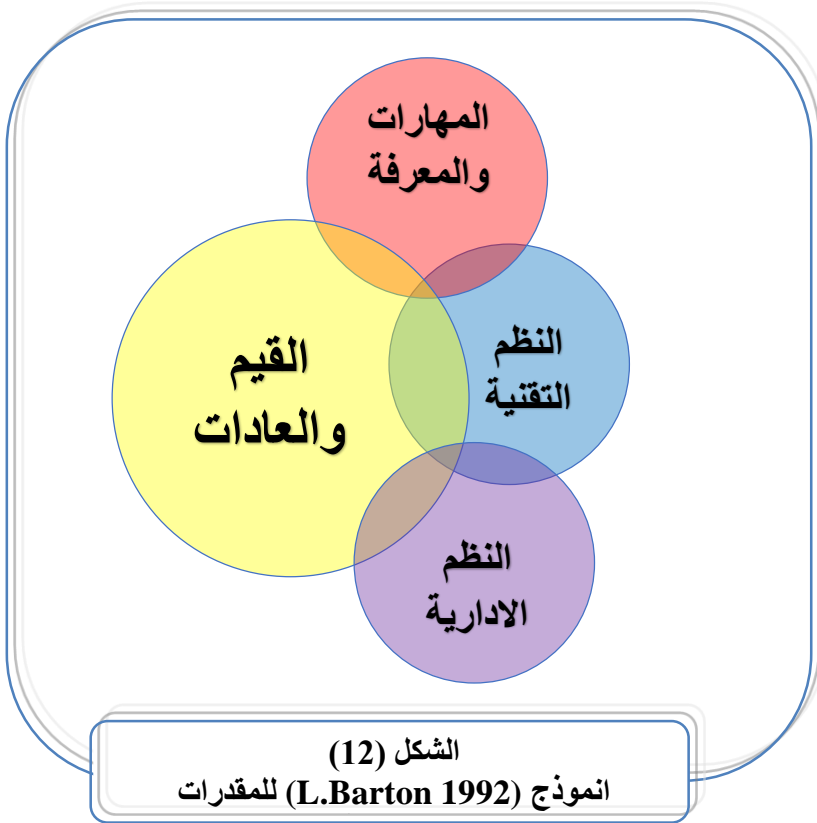 المهارات
والمعرفة
القيم
والعادات
النظم
التقنية
النظم
الادارية
الشكل (12)
انموذج (L.Barton 1992) للمقدرات